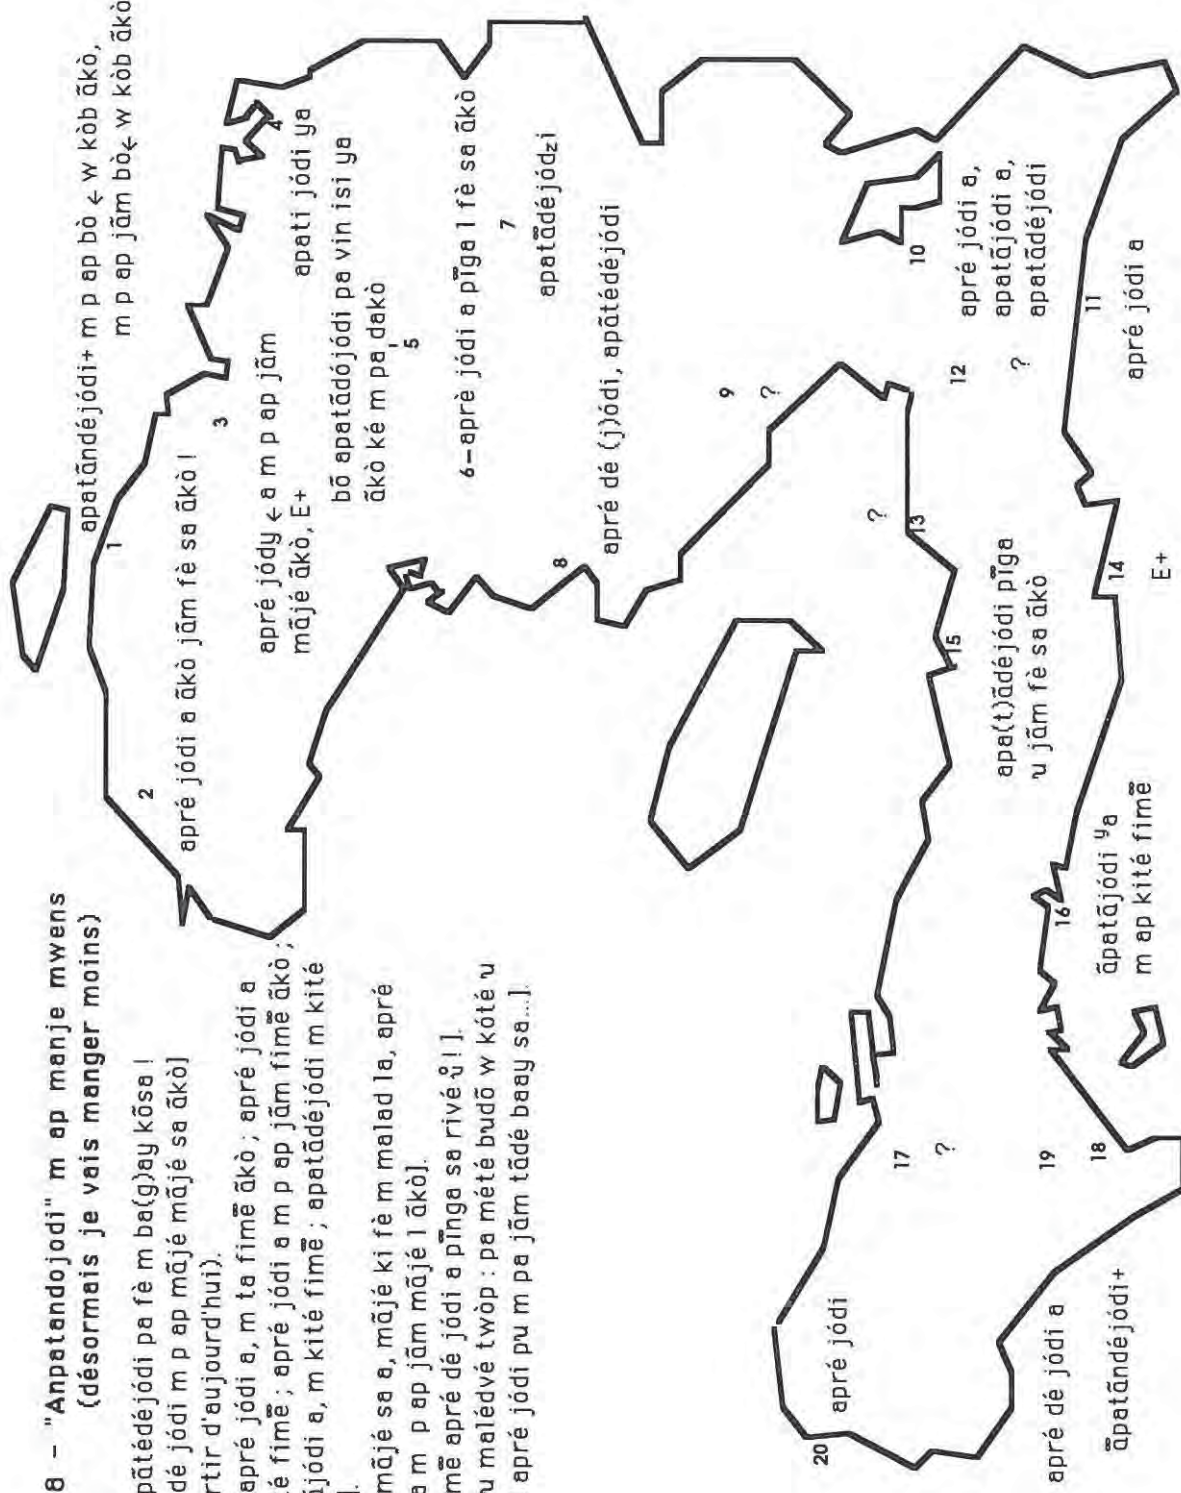 8 - "Anpatandojodi" m ap manje mwens
(désormais je vais manger moins)
pãtédéjódi pa fè m ba(g)ay kõsa !
dé jódi m p ap mãjé mãjé sa ãkò]
rtir d'aujourd'hui).
apré jódi a, m ta fimẽ ãkò ; apré jódi a
é fimẽ ; apré jódi a m p ap jãm fimẽ ãkò ;
ájódi a, m kité fimẽ ; apatãdéjódi m kité
].
mãjé sa a, mãjé ki fè m malad la, apré
a m p ap jãm mãjé l ãkò].
mẽ apré dé jódi a pĩnga sa rivé ũ! ].
u malédvé twòp : pa mété budõ w kóté u
apré jódi pu m pa jãm tãdé baay sa...].
apatãndéjódi+ m p ap bò ← w kòb ãkò,
m p ap jãm bò← w kòb ãkò
1
2
apré jódi a ãkò jãm fè sa ãkò !
3
apré jódy ← a m p ap jãm
mãjé ãkò, E+
4
apati jódi ya
bõ apatãdójódi pa vin isi ya
ãkò ké m pa dakò
5
6-aprè jódi a pĩga l fè sa ãkò
7
apatãdéjódzi
8
apré dé (j)ódi, apãtédéjódi
9
?
10
apré jódi a,
apatãjódi a,
apatãdéjódi
11
apré jódi a
12
?
?
13
14
E+
15
apa(t)ãdéjódi pĩga
u jãm fè sa ãkò
16
ãpatãjódi ya
m ap kité fimẽ
17
?
18
19
20
apré jódi
apré dé jódi a
ãpatãndéjódi+